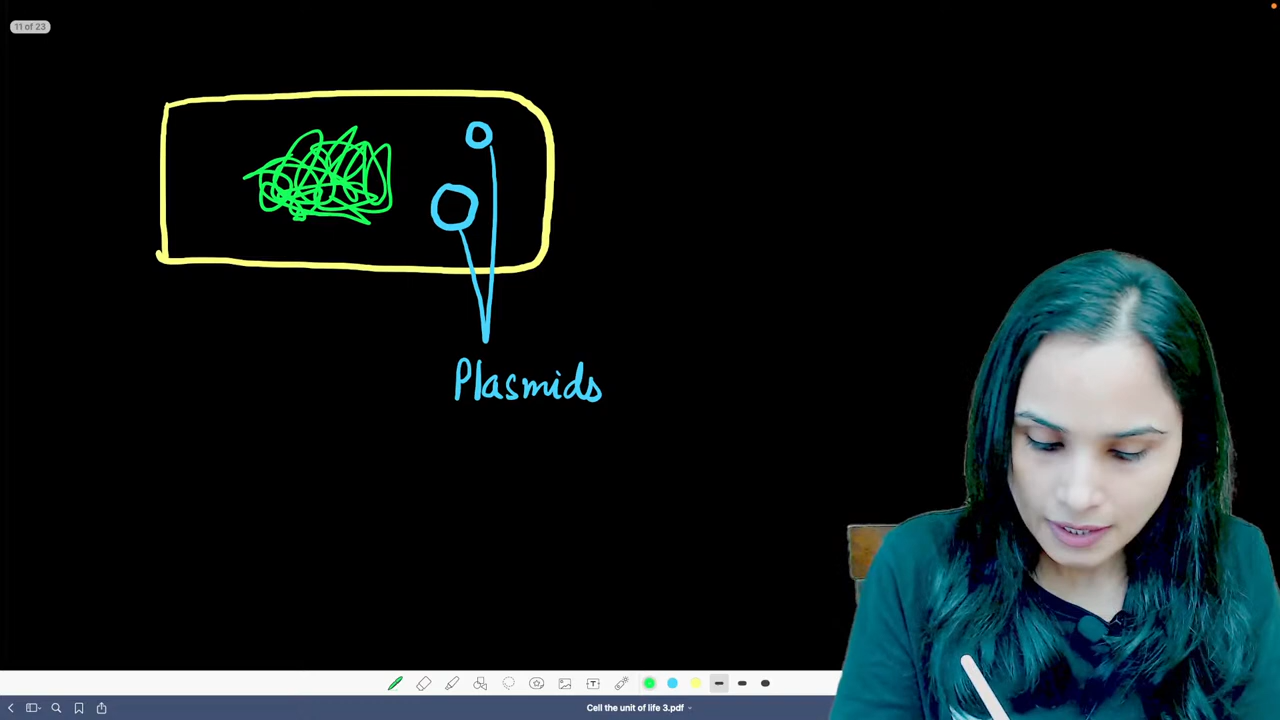 11 of 23
Plasmids
Cell the unit of life 3.pdf